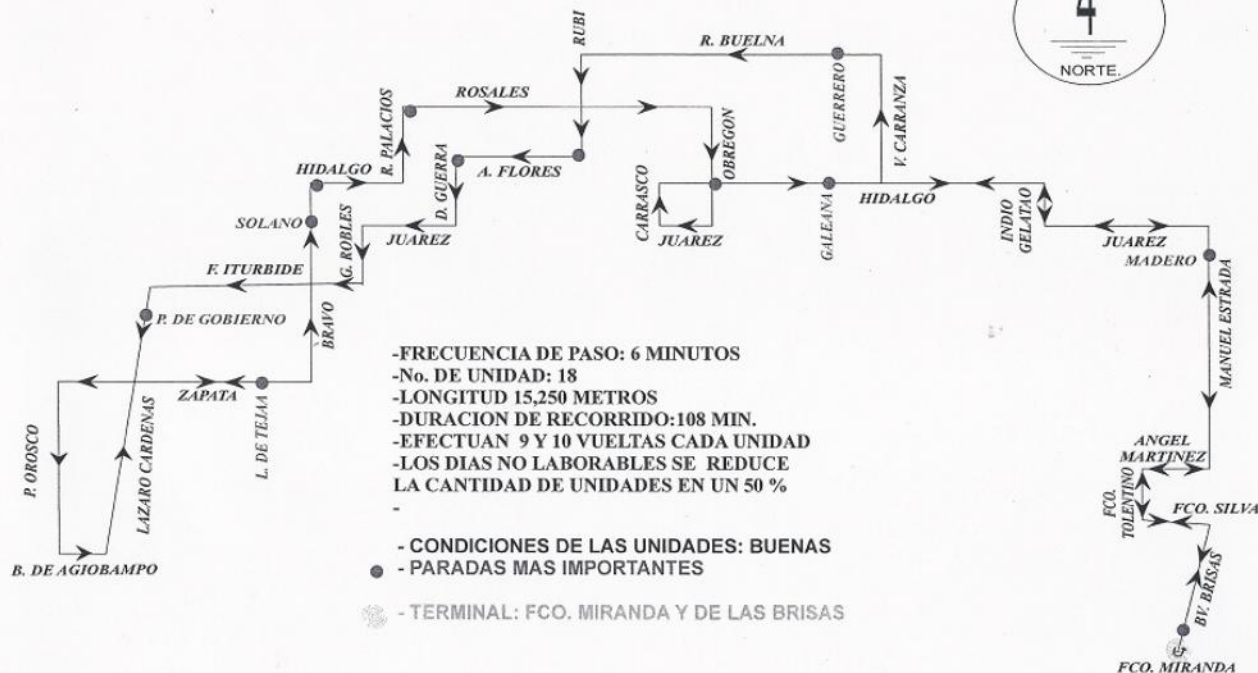 NORTE.
RUBI
R. BUELNA
ROSALES
R. PALACIOS
GUERRERO
V. CARRANZA
HIDALGO
D. GUERRA
A. FLORES
OBREGON
CARRASCO
JUAREZ
GALEANA
HIDALGO
INDIO
GELATAO
JUAREZ
MADERO
SOLANO
G. ROBLES
JUAREZ
F. ITURBIDE
P. DE GOBIERNO
BRAVO
MANUEL ESTRADA
ZAPATA
L. DE TEJAA
P. OROSCO
LAZARO CARDENAS
B. DE AGIOBAMPO
-FRECUENCIA DE PASO: 6 MINUTOS
-No. DE UNIDAD: 18
-LONGITUD 15,250 METROS
-DURACION DE RECORRIDO:108 MIN.
-EFECTUAN 9 Y 10 VUELTAS CADA UNIDAD
-LOS DIAS NO LABORABLES SE REDUCE
LA CANTIDAD DE UNIDADES EN UN 50 %
-
- CONDICIONES DE LAS UNIDADES: BUENAS
- PARADAS MAS IMPORTANTES
- TERMINAL: FCO. MIRANDA Y DE LAS BRISAS
ANGEL
MARTINEZ
FCO.
TOLENTINO
FCO. SILVA
BV. BRISAS
FCO. MIRANDA